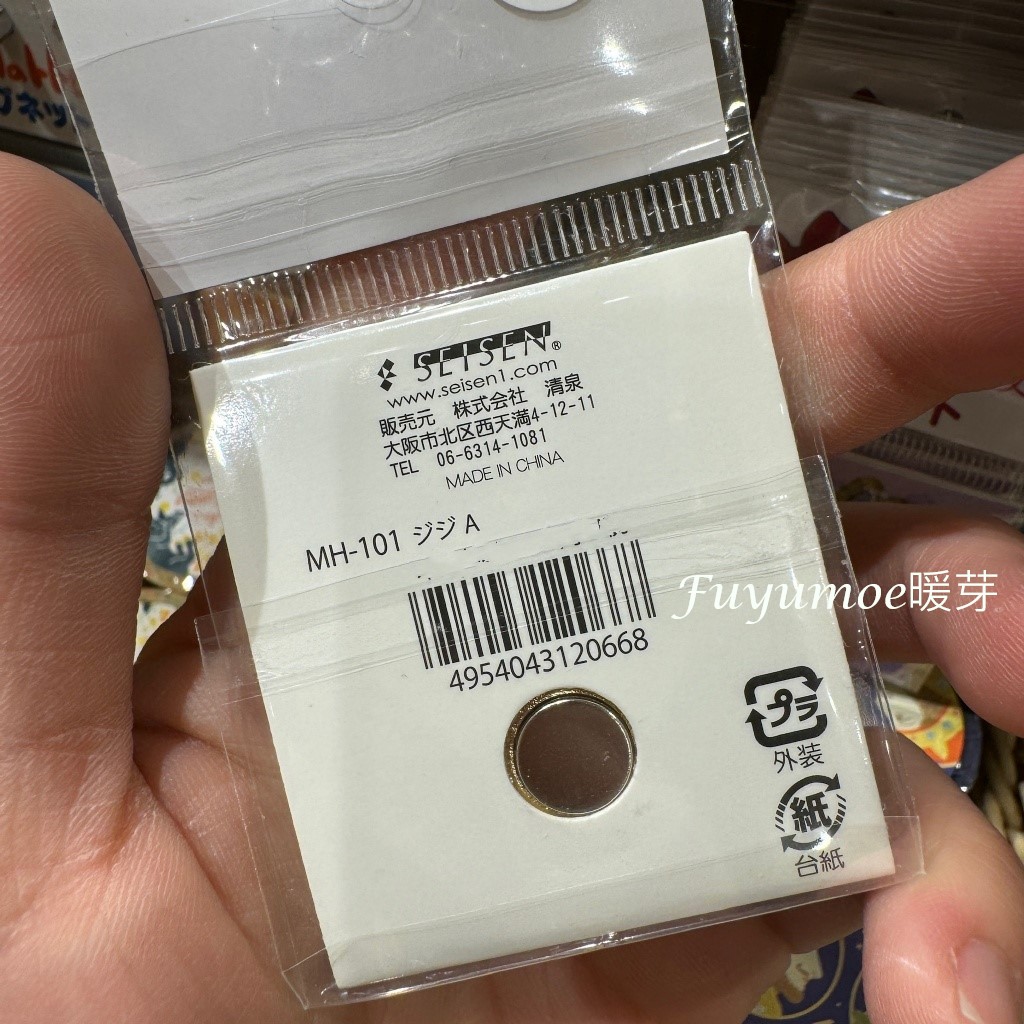 ネッ
SEISEN®
www.seisen1.com
販売元 株式会社 清泉
大阪市北区西天満4-12-11
TEL 06-6314-1081
MADE IN CHINA
MH-101 ジジ A
4954043120668
Fuyumoe暖芽
プラ
外装
紙
台紙